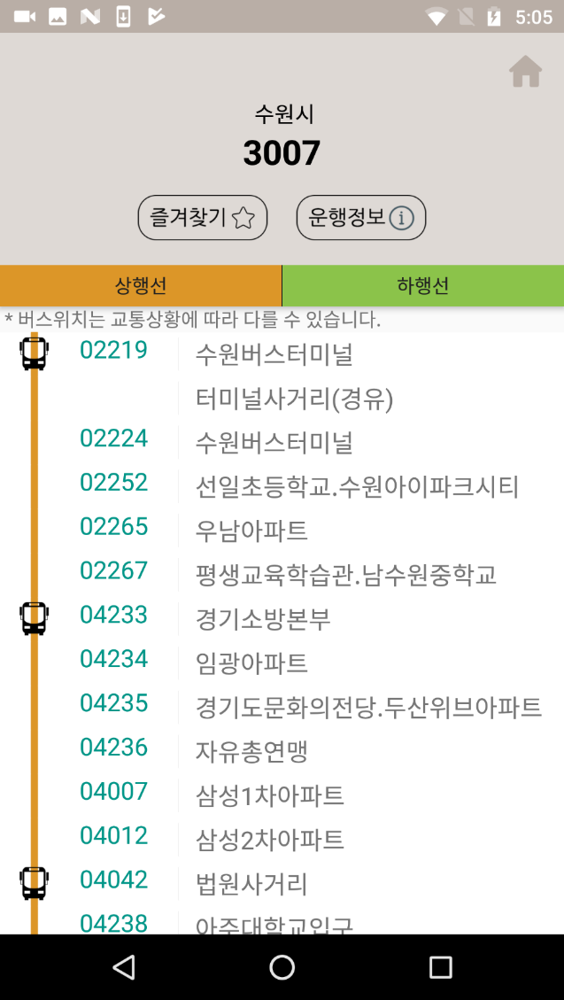 5:05
수원시
3007
즐겨찾기
운행정보
상행선
하행선
* 버스위치는 교통상황에 따라 다를 수 있습니다.
02219 수원버스터미널
터미널사거리(경유)
02224 수원버스터미널
02252 선일초등학교.수원아이파크시티
02265 우남아파트
02267 평생교육학습관.남수원중학교
04233 경기소방본부
04234 임광아파트
04235 경기도문화의전당.두산위브아파트
04236 자유총연맹
04007 삼성1차아파트
04012 삼성2차아파트
04042 법원사거리
04238 아주대학교입구